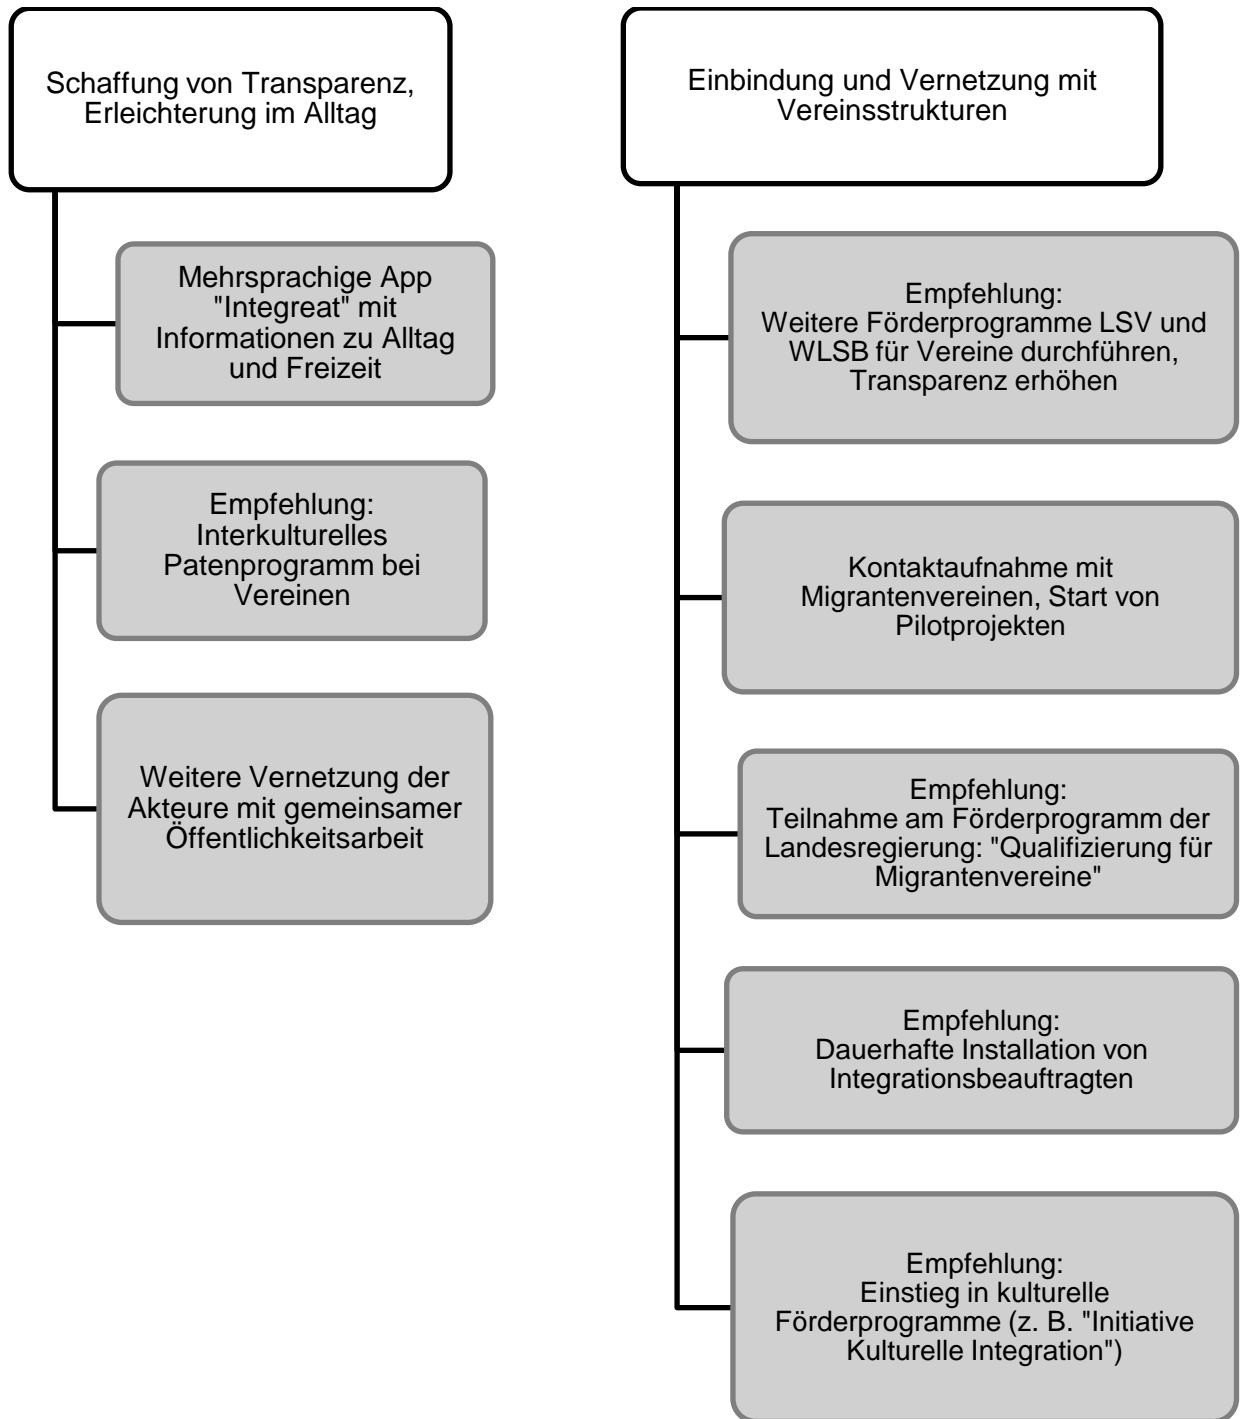 Schaffung von Transparenz,
Erleichterung im Alltag
Mehrsprachige App
"Integreat" mit
Informationen zu Alltag
und Freizeit
Empfehlung:
Interkulturelles
Patenprogramm bei
Vereinen
Weitere Vernetzung der
Akteure mit gemeinsamer
Öffentlichkeitsarbeit
Einbindung und Vernetzung mit
Vereinsstrukturen
Empfehlung:
Weitere Förderprogramme LSV und
WLSB für Vereine durchführen,
Transparenz erhöhen
Kontaktaufnahme mit
Migrantenvereinen, Start von
Pilotprojekten
Empfehlung:
Teilnahme am Förderprogramm der
Landesregierung: "Qualifizierung für
Migrantenvereine"
Empfehlung:
Dauerhafte Installation von
Integrationsbeauftragten
Empfehlung:
Einstieg in kulturelle
Förderprogramme (z. B. "Initiative
Kulturelle Integration")